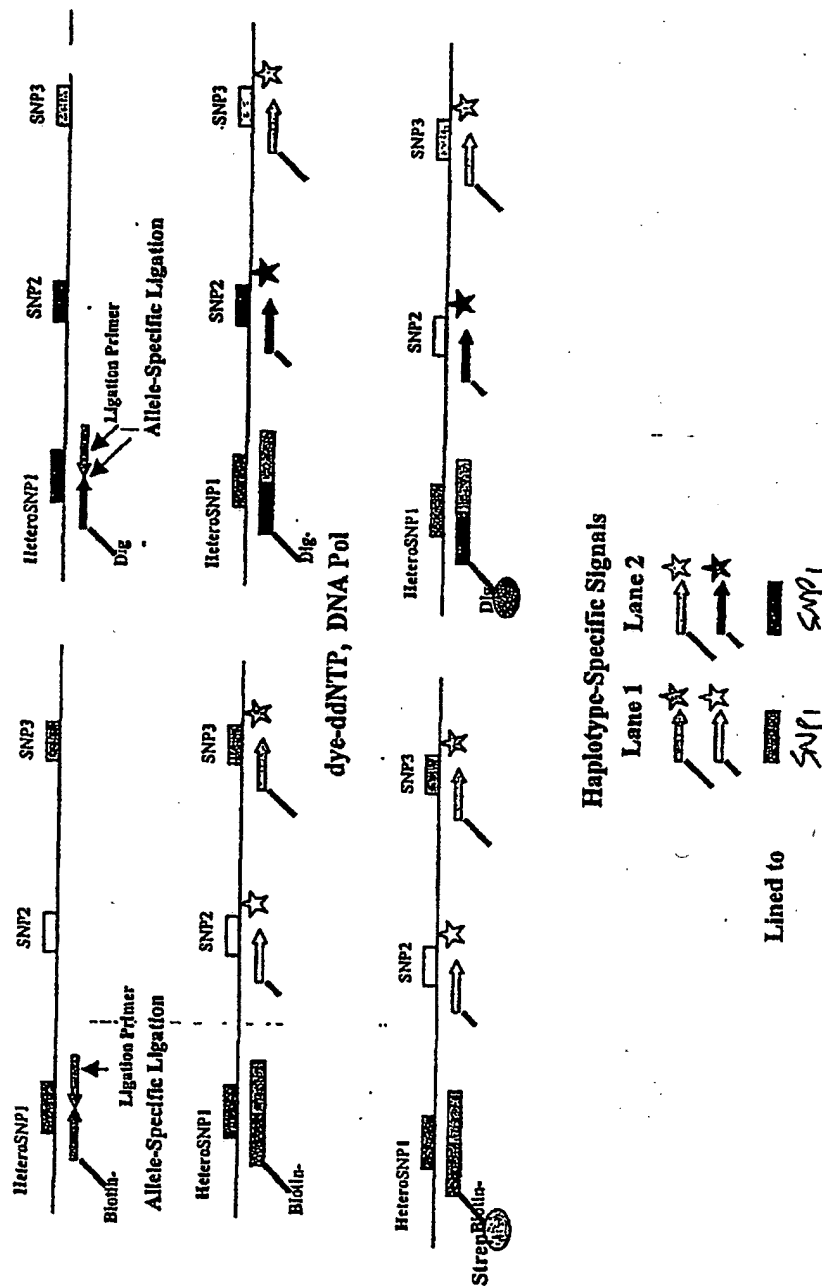 HeteroSNP1 SNP2 SNP3
Ligation Primer
Biotin-
Allele-Specific Ligation
HeteroSNP1 SNP2 SNP3
Dig
Ligation Primer
Allele-Specific Ligation
HeteroSNP1 SNP2 SNP3
Biotin-
HeteroSNP1 SNP2 SNP3
Dig-
dye-ddNTP, DNA Pol
HeteroSNP1 SNP2 SNP3
StrepBiotin-
HeteroSNP1 SNP2 SNP3
Dig
Haplotype-Specific Signals
Lane 1 Lane 2
Lined to
SNP1 SNP1